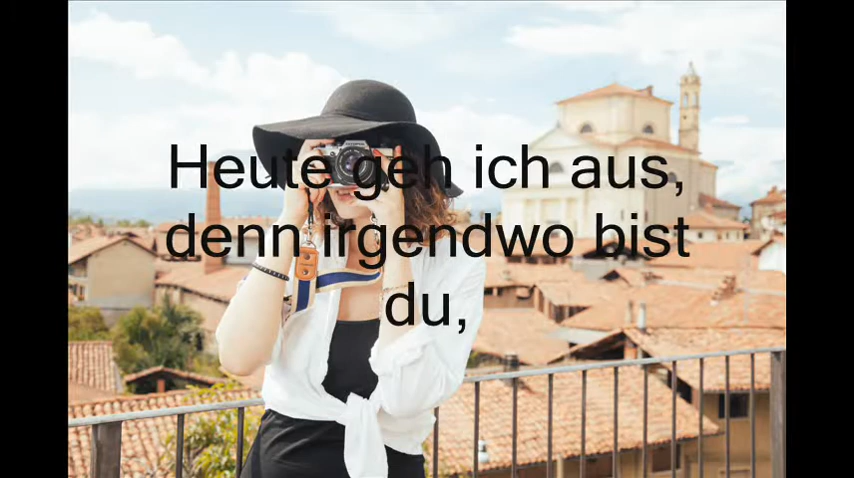 Heute geh ich aus,
denn irgendwo bist
du,